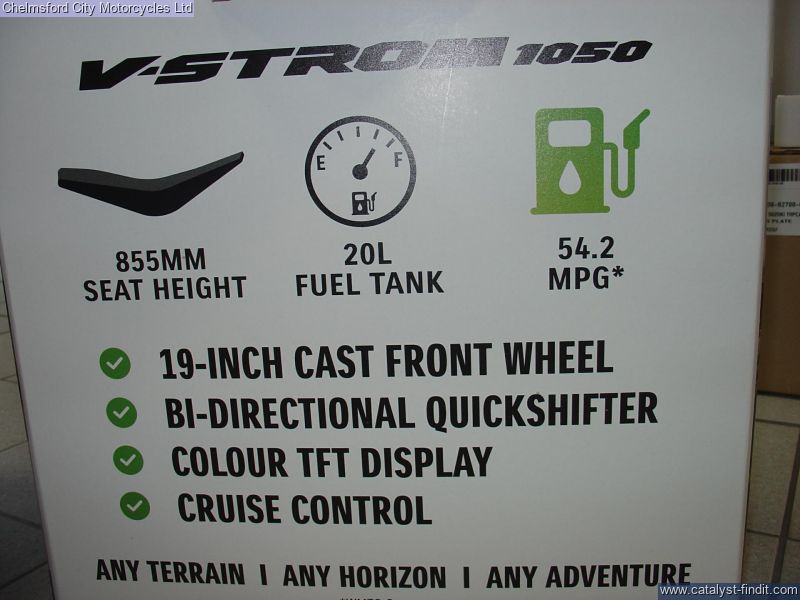 Chelmsford City Motorcycles Ltd
V-STROM 1050
E F
855MM
SEAT HEIGHT
20L
FUEL TANK
54.2
MPG*
19-INCH CAST FRONT WHEEL
BI-DIRECTIONAL QUICKSHIFTER
COLOUR TFT DISPLAY
CRUISE CONTROL
ANY TERRAIN I ANY HORIZON I ANY ADVENTURE
www.catalyst-findit.com